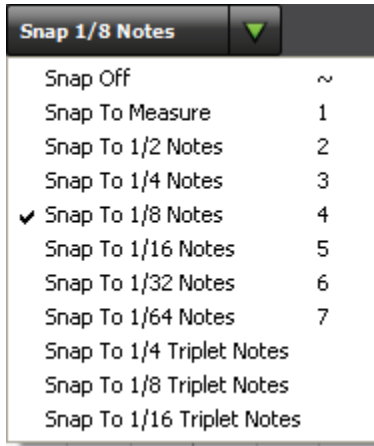 Snap 1/8 Notes
Snap Off ~
Snap To Measure 1
Snap To 1/2 Notes 2
Snap To 1/4 Notes 3
Snap To 1/8 Notes 4
Snap To 1/16 Notes 5
Snap To 1/32 Notes 6
Snap To 1/64 Notes 7
Snap To 1/4 Triplet Notes
Snap To 1/8 Triplet Notes
Snap To 1/16 Triplet Notes